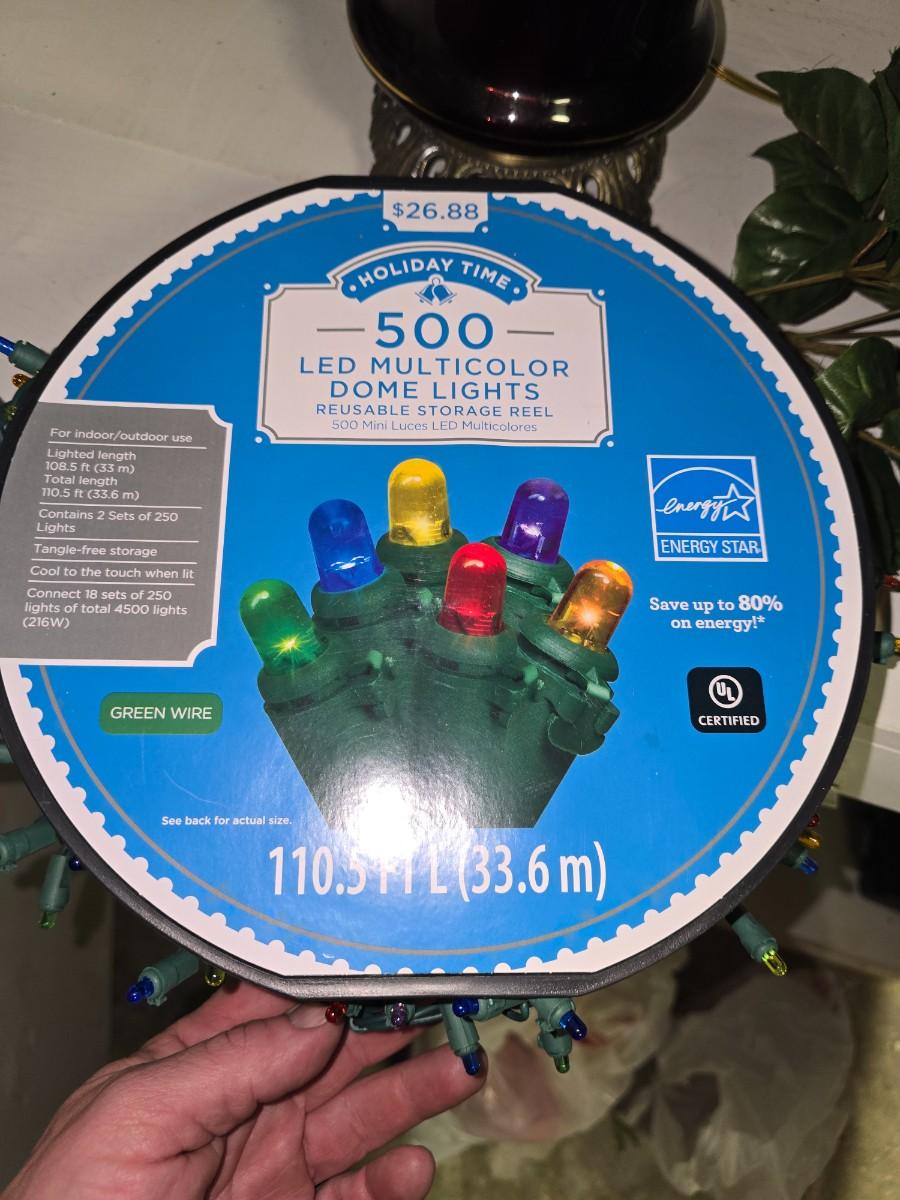 $26.88
HOLIDAY TIME
500
LED MULTICOLOR
DOME LIGHTS
REUSABLE STORAGE REEL
500 Mini Luces LED Multicolores
For indoor/outdoor use
Lighted length
108.5 ft (33 m)
Total length
110.5 ft (33.6 m)
Contains 2 Sets of 250
Lights
Tangle-free storage
Cool to the touch when lit
Connect 18 sets of 250
lights of total 4500 lights
(216W)
GREEN WIRE
energy
ENERGY STAR
Save up to 80%
on energy!*
UL
CERTIFIED
See back for actual size.
110.5 Ft L (33.6 m)